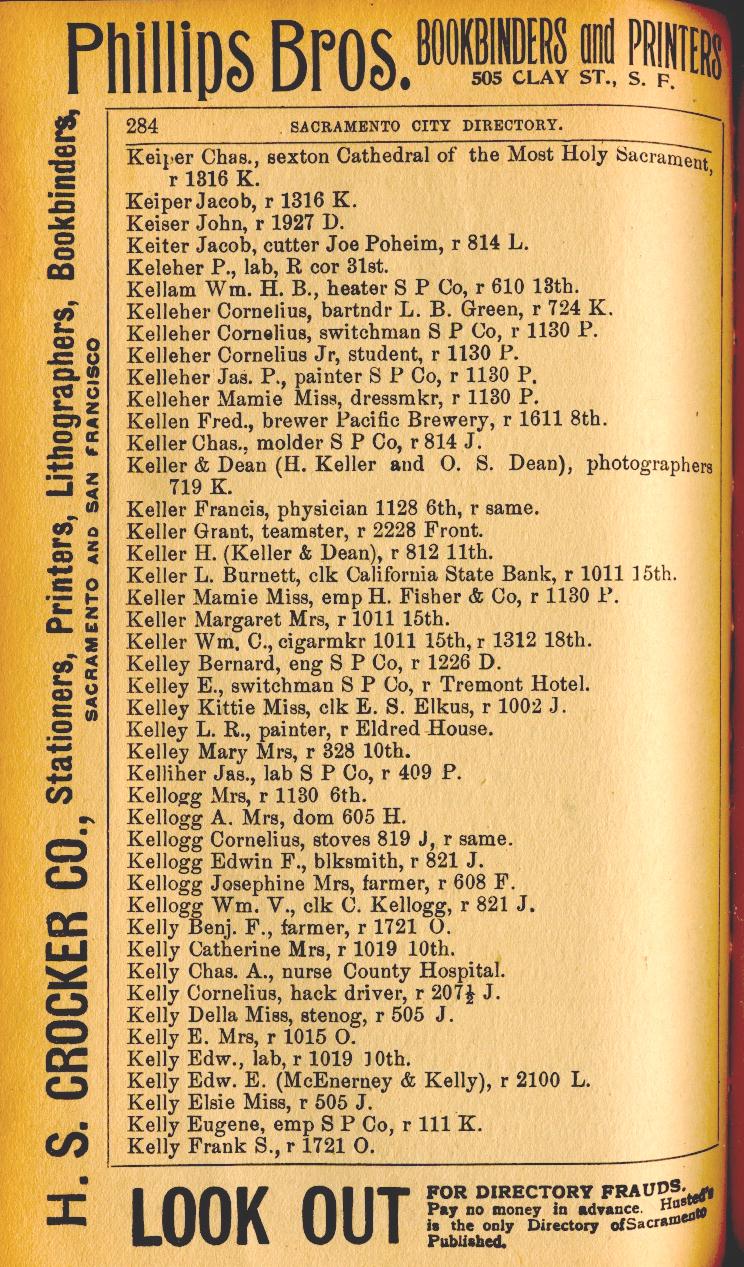 Phillips Bros. BOOKBINDERS and PRINTERS
505 CLAY ST., S. F.
H. S. CROCKER CO., Stationers, Printers, Lithographers, Bookbinders,
SACRAMENTO AND SAN FRANCISCO
284 SACRAMENTO CITY DIRECTORY.
Keiper Chas., sexton Cathedral of the Most Holy Sacrament,
r 1316 K.
Keiper Jacob, r 1316 K.
Keiser John, r 1927 D.
Keiter Jacob, cutter Joe Poheim, r 814 L.
Keleher P., lab, R cor 31st.
Kellam Wm. H. B., heater S P Co, r 610 13th.
Kelleher Cornelius, bartndr L. B. Green, r 724 K.
Kelleher Cornelius, switchman S P Co, r 1130 P.
Kelleher Cornelius Jr, student, r 1130 P.
Kelleher Jas. P., painter S P Co, r 1130 P.
Kelleher Mamie Miss, dressmkr, r 1130 P.
Kellen Fred., brewer Pacific Brewery, r 1611 8th.
Keller Chas., molder S P Co, r 814 J.
Keller & Dean (H. Keller and O. S. Dean), photographers
719 K.
Keller Francis, physician 1128 6th, r same.
Keller Grant, teamster, r 2228 Front.
Keller H. (Keller & Dean), r 812 11th.
Keller L. Burnett, clk California State Bank, r 1011 15th.
Keller Mamie Miss, emp H. Fisher & Co, r 1130 P.
Keller Margaret Mrs, r 1011 15th.
Keller Wm. C., cigarmkr 1011 15th, r 1312 18th.
Kelley Bernard, eng S P Co, r 1226 D.
Kelley E., switchman S P Co, r Tremont Hotel.
Kelley Kittie Miss, clk E. S. Elkus, r 1002 J.
Kelley L. R., painter, r Eldred House.
Kelley Mary Mrs, r 328 10th.
Kelliher Jas., lab S P Co, r 409 P.
Kellogg Mrs, r 1130 6th.
Kellogg A. Mrs, dom 605 H.
Kellogg Cornelius, stoves 819 J, r same.
Kellogg Edwin F., blksmith, r 821 J.
Kellogg Josephine Mrs, farmer, r 608 F.
Kellogg Wm. V., clk C. Kellogg, r 821 J.
Kelly Benj. F., farmer, r 1721 O.
Kelly Catherine Mrs, r 1019 10th.
Kelly Chas. A., nurse County Hospital.
Kelly Cornelius, hack driver, r 207½ J.
Kelly Della Miss, stenog, r 505 J.
Kelly E. Mrs, r 1015 O.
Kelly Edw., lab, r 1019 10th.
Kelly Edw. E. (McEnerney & Kelly), r 2100 L.
Kelly Elsie Miss, r 505 J.
Kelly Eugene, emp S P Co, r 111 K.
Kelly Frank S., r 1721 O.
LOOK OUT
FOR DIRECTORY FRAUDS.
Pay no money in advance. Husted's
is the only Directory of Sacramento
Published.